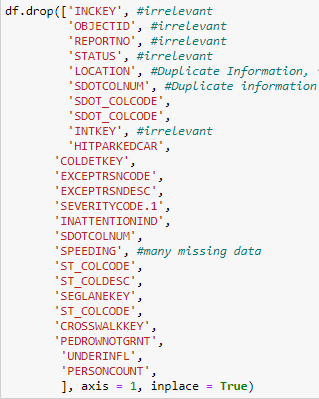 df.drop(['INCKEY', #irrelevant
'OBJECTID', #irrelevant
'REPORTNO', #irrelevant
'STATUS', #irrelevant
'LOCATION', #Duplicate Information,
'SDOTCOLNUM', #Duplicate information
'SDOT_COLCODE',
'SDOT_COLCODE',
'INTKEY', #irrelevant
'HITPARKEDCAR',
'COLDETKEY',
'EXCEPTRSNCODE',
'EXCEPTRSNDESC',
'SEVERITYCODE.1',
'INATTENTIONIND',
'SDOTCOLNUM',
'SPEEDING', #many missing data
'ST_COLCODE',
'ST_COLDESC',
'SEGLANEKEY',
'ST_COLCODE',
'CROSSWALKKEY',
'PEDROWNOTGRNT',
'UNDERINFL',
'PERSONCOUNT',
], axis = 1, inplace = True)